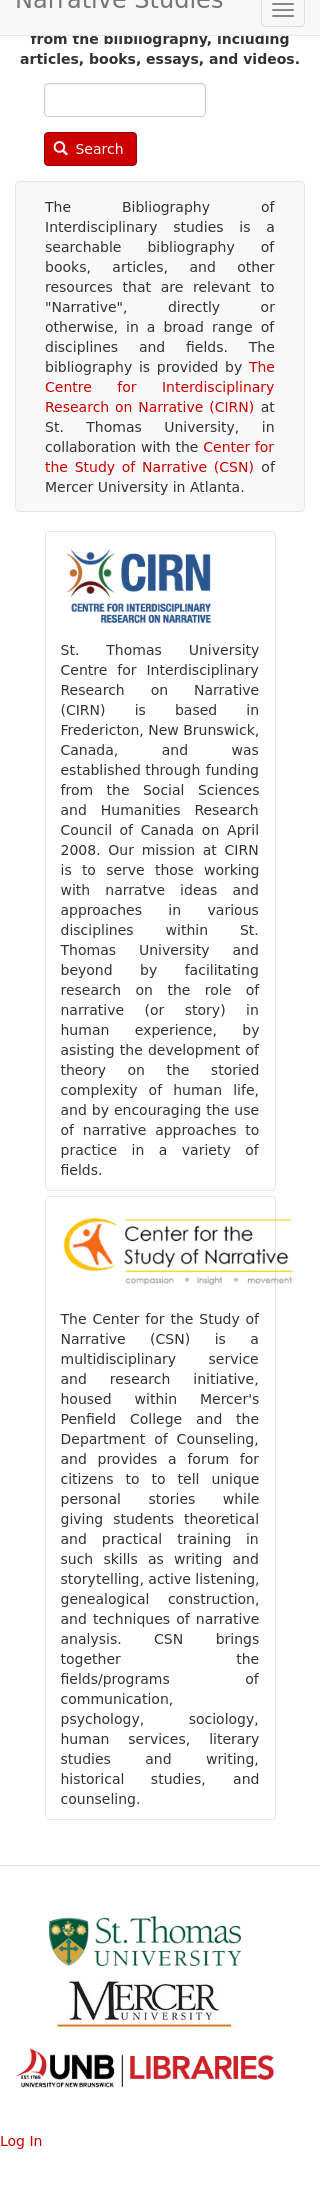 Narrative Studies
from the blibliography, including
articles, books, essays, and videos.
Search
The Bibliography of
Interdisciplinary studies is a
searchable bibliography of
books, articles, and other
resources that are relevant to
"Narrative", directly or
otherwise, in a broad range of
disciplines and fields. The
bibliography is provided by The
Centre for Interdisciplinary
Research on Narrative (CIRN) at
St. Thomas University, in
collaboration with the Center for
the Study of Narrative (CSN) of
Mercer University in Atlanta.
CIRN
CENTRE FOR INTERDISCIPLINARY
RESEARCH ON NARRATIVE
St. Thomas University
Centre for Interdisciplinary
Research on Narrative
(CIRN) is based in
Fredericton, New Brunswick,
Canada, and was
established through funding
from the Social Sciences
and Humanities Research
Council of Canada on April
2008. Our mission at CIRN
is to serve those working
with narratve ideas and
approaches in various
disciplines within St.
Thomas University and
beyond by facilitating
research on the role of
narrative (or story) in
human experience, by
asisting the development of
theory on the storied
complexity of human life,
and by encouraging the use
of narrative approaches to
practice in a variety of
fields.
Center for the
Study of Narrative
compassion * insight * movement
The Center for the Study of
Narrative (CSN) is a
multidisciplinary service
and research initiative,
housed within Mercer's
Penfield College and the
Department of Counseling,
and provides a forum for
citizens to to tell unique
personal stories while
giving students theoretical
and practical training in
such skills as writing and
storytelling, active listening,
genealogical construction,
and techniques of narrative
analysis. CSN brings
together the
fields/programs of
communication,
psychology, sociology,
human services, literary
studies and writing,
historical studies, and
counseling.
St. Thomas
UNIVERSITY
MERCER
UNIVERSITY
EST. 1785
UNB LIBRARIES
UNIVERSITY OF NEW BRUNSWICK
Log In